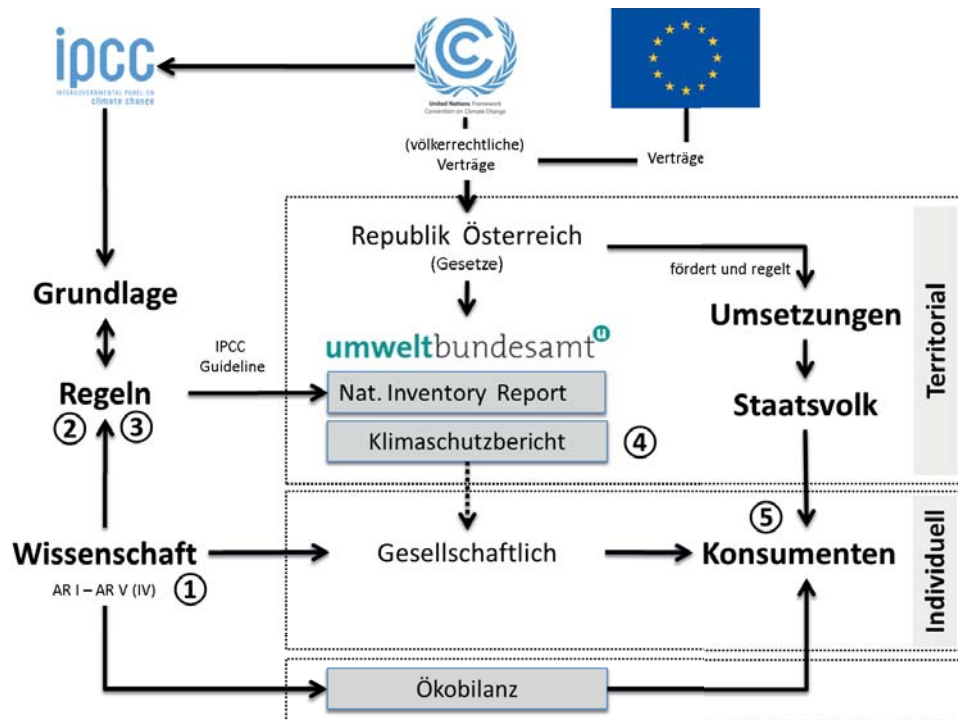 ipcc
INTERGOVERNMENTAL PANEL ON
climate change
United Nations Framework
Convention on Climate Change
(völkerrechtliche)
Verträge
Verträge
Republik Österreich
(Gesetze)
fördert und regelt
Grundlage
Umsetzungen
umweltbundesamt
u
IPCC
Guideline
Regeln
② ③
Nat. Inventory Report
Staatsvolk
Klimaschutzbericht
④
Territorial
⑤
Wissenschaft
AR I – AR V (IV)
①
Gesellschaftlich
Konsumenten
Individuell
Ökobilanz